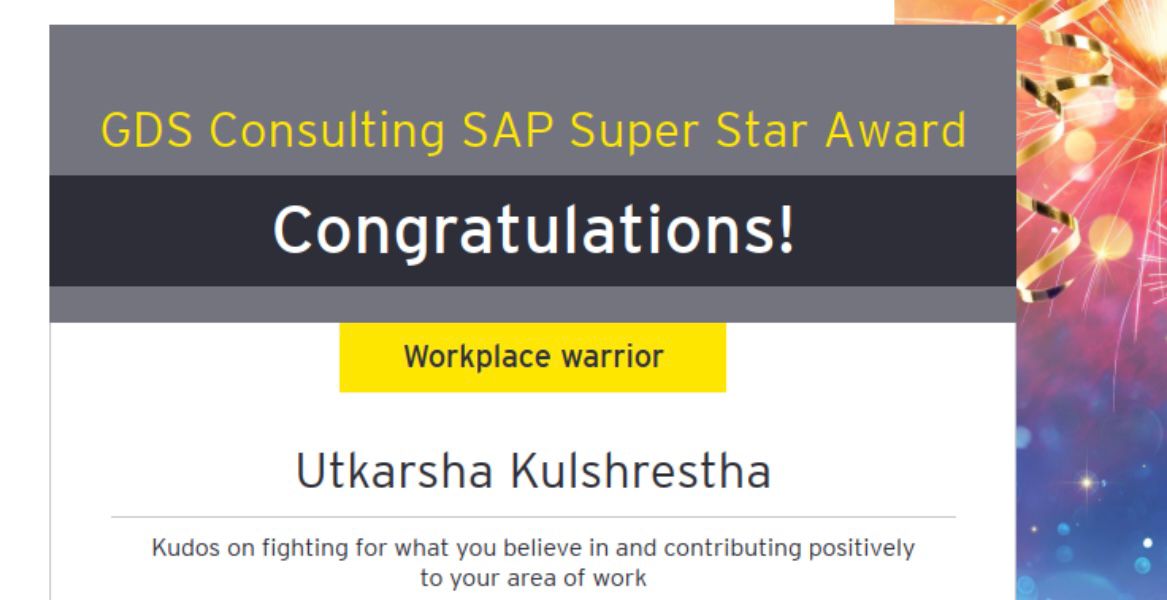 GDS Consulting SAP Super Star Award
Congratulations!
Workplace warrior
Utkarsha Kulshrestha
Kudos on fighting for what you believe in and contributing positively
to your area of work